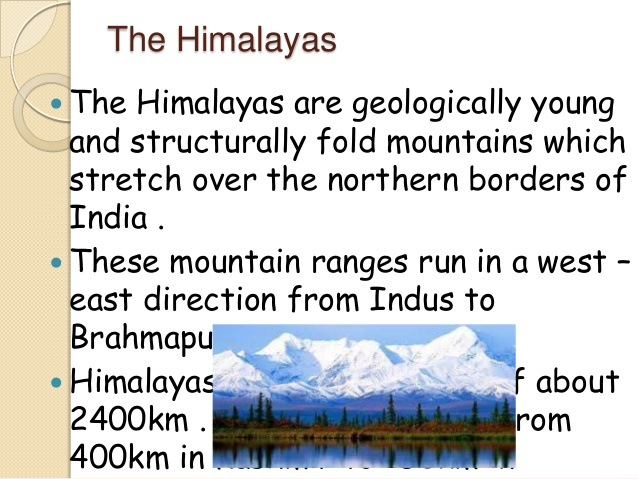 The Himalayas
• The Himalayas are geologically young
and structurally fold mountains which
stretch over the northern borders of
India .
• These mountain ranges run in a west –
east direction from Indus to
Brahmapu
• Himalayas f about
2400km . rom
400km in